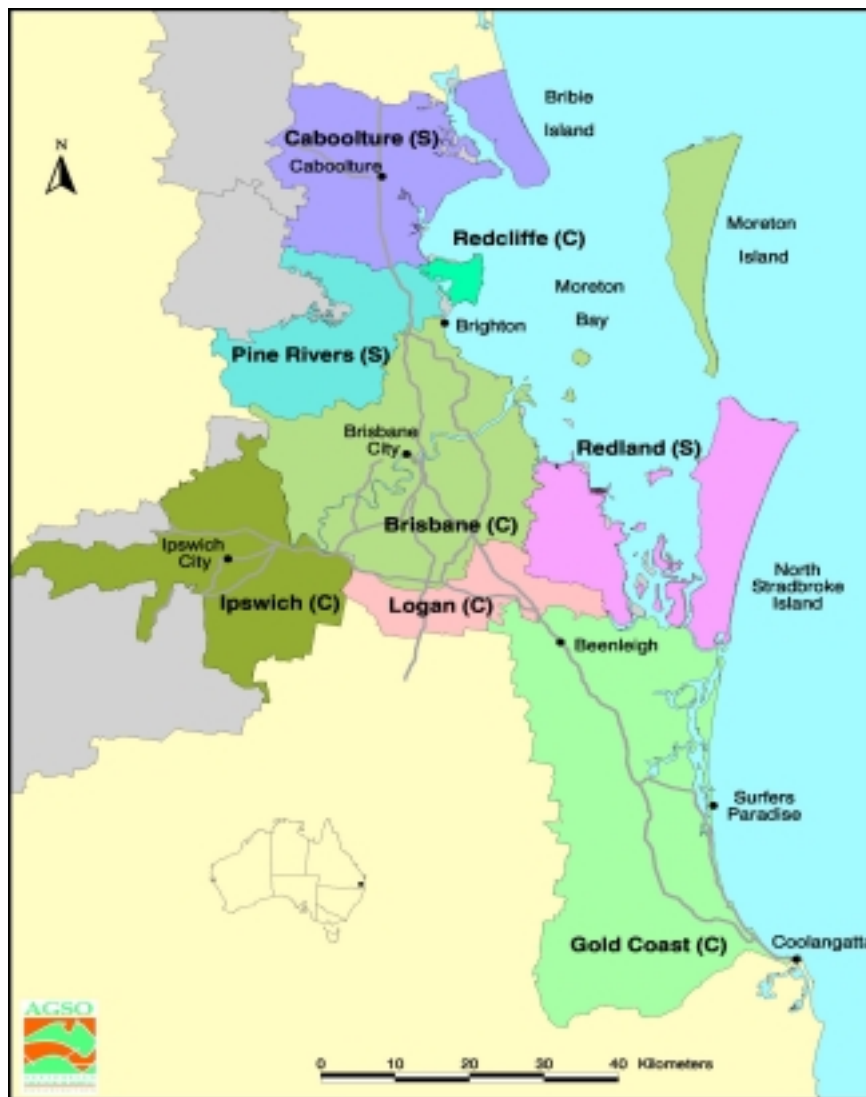 Bribie
Island
Caboolture (S)
Caboolture
N
Redcliffe (C)
Moreton
Island
Moreton
Bay
Brighton
Pine Rivers (S)
Brisbane
City
Redland (S)
Brisbane (C)
Ipswich
City
North
Stradbroke
Island
Ipswich (C)
Logan (C)
Beenleigh
Surfers
Paradise
Gold Coast (C)
Coolangatta
AGSO
0 10 20 30 40 Kilometers